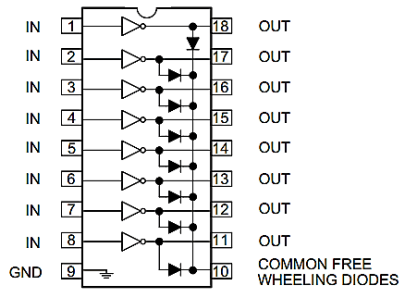 IN 1 18 OUT
IN 2 17 OUT
IN 3 16 OUT
IN 4 15 OUT
IN 5 14 OUT
IN 6 13 OUT
IN 7 12 OUT
IN 8 11 OUT
GND 9 10 COMMON FREE
WHEELING DIODES